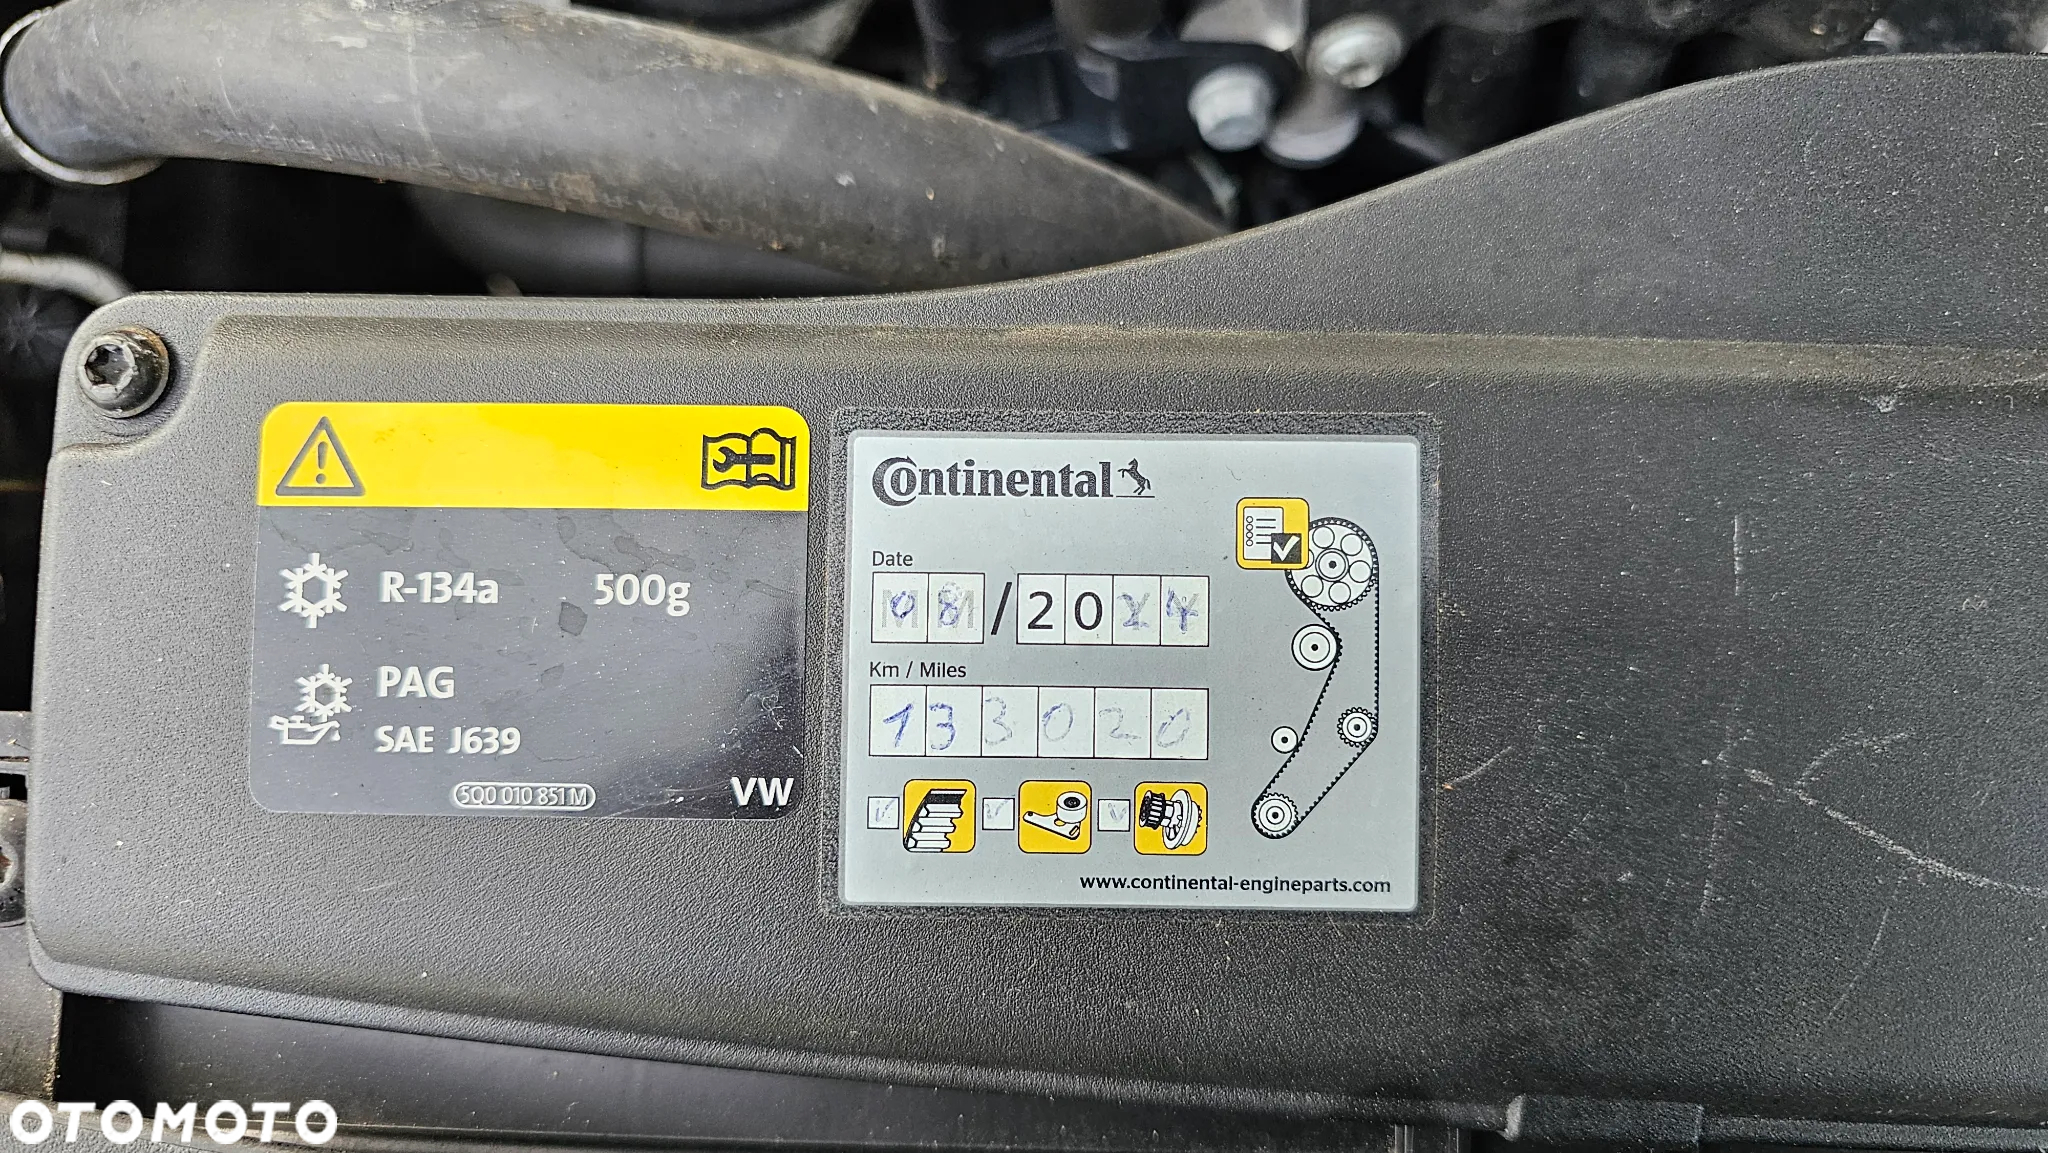 R-134a 500g
PAG
SAE J639
5Q0 010 851 M
VW
Continental
Date
08/2024
Km / Miles
133020
www.continental-engineparts.com
OTOMOTO